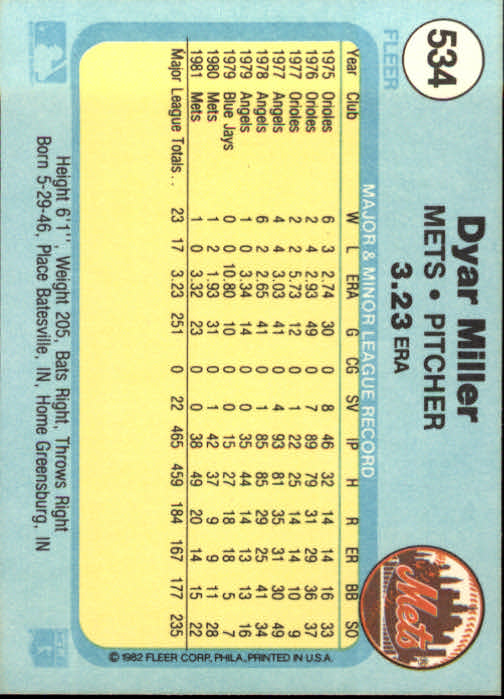 534
FLEER
Dyar Miller
METS • PITCHER
3.23 ERA
Mets
MAJOR & MINOR LEAGUE RECORD
Year Club W L ERA G CG SV IP H R ER BB SO
1975 Orioles 6 3 2.74 30 0 8 46 32 14 14 16 33
1976 Orioles 2 4 2.93 49 0 7 89 79 31 29 36 37
1977 Orioles 2 2 5.73 12 0 1 22 25 14 14 10 9
1977 Angels 4 4 3.03 41 0 4 93 81 35 31 30 49
1978 Angels 6 2 2.65 41 0 1 85 85 29 25 41 34
1979 Angels 1 0 3.34 14 0 0 35 44 14 13 13 16
1979 Blue Jays 0 0 10.80 10 0 0 15 27 18 18 5 7
1980 Mets 1 2 1.93 31 0 1 42 37 9 9 11 28
1981 Mets 1 0 3.32 23 0 0 38 49 20 14 15 22
Major League Totals... 23 17 3.23 251 0 22 465 459 184 167 177 235
© 1982 FLEER CORP., PHILA., PRINTED IN U.S.A.
Height 6'1", Weight 205, Bats Right, Throws Right
Born 5-29-46, Place Batesville, IN. Home Greensburg, IN